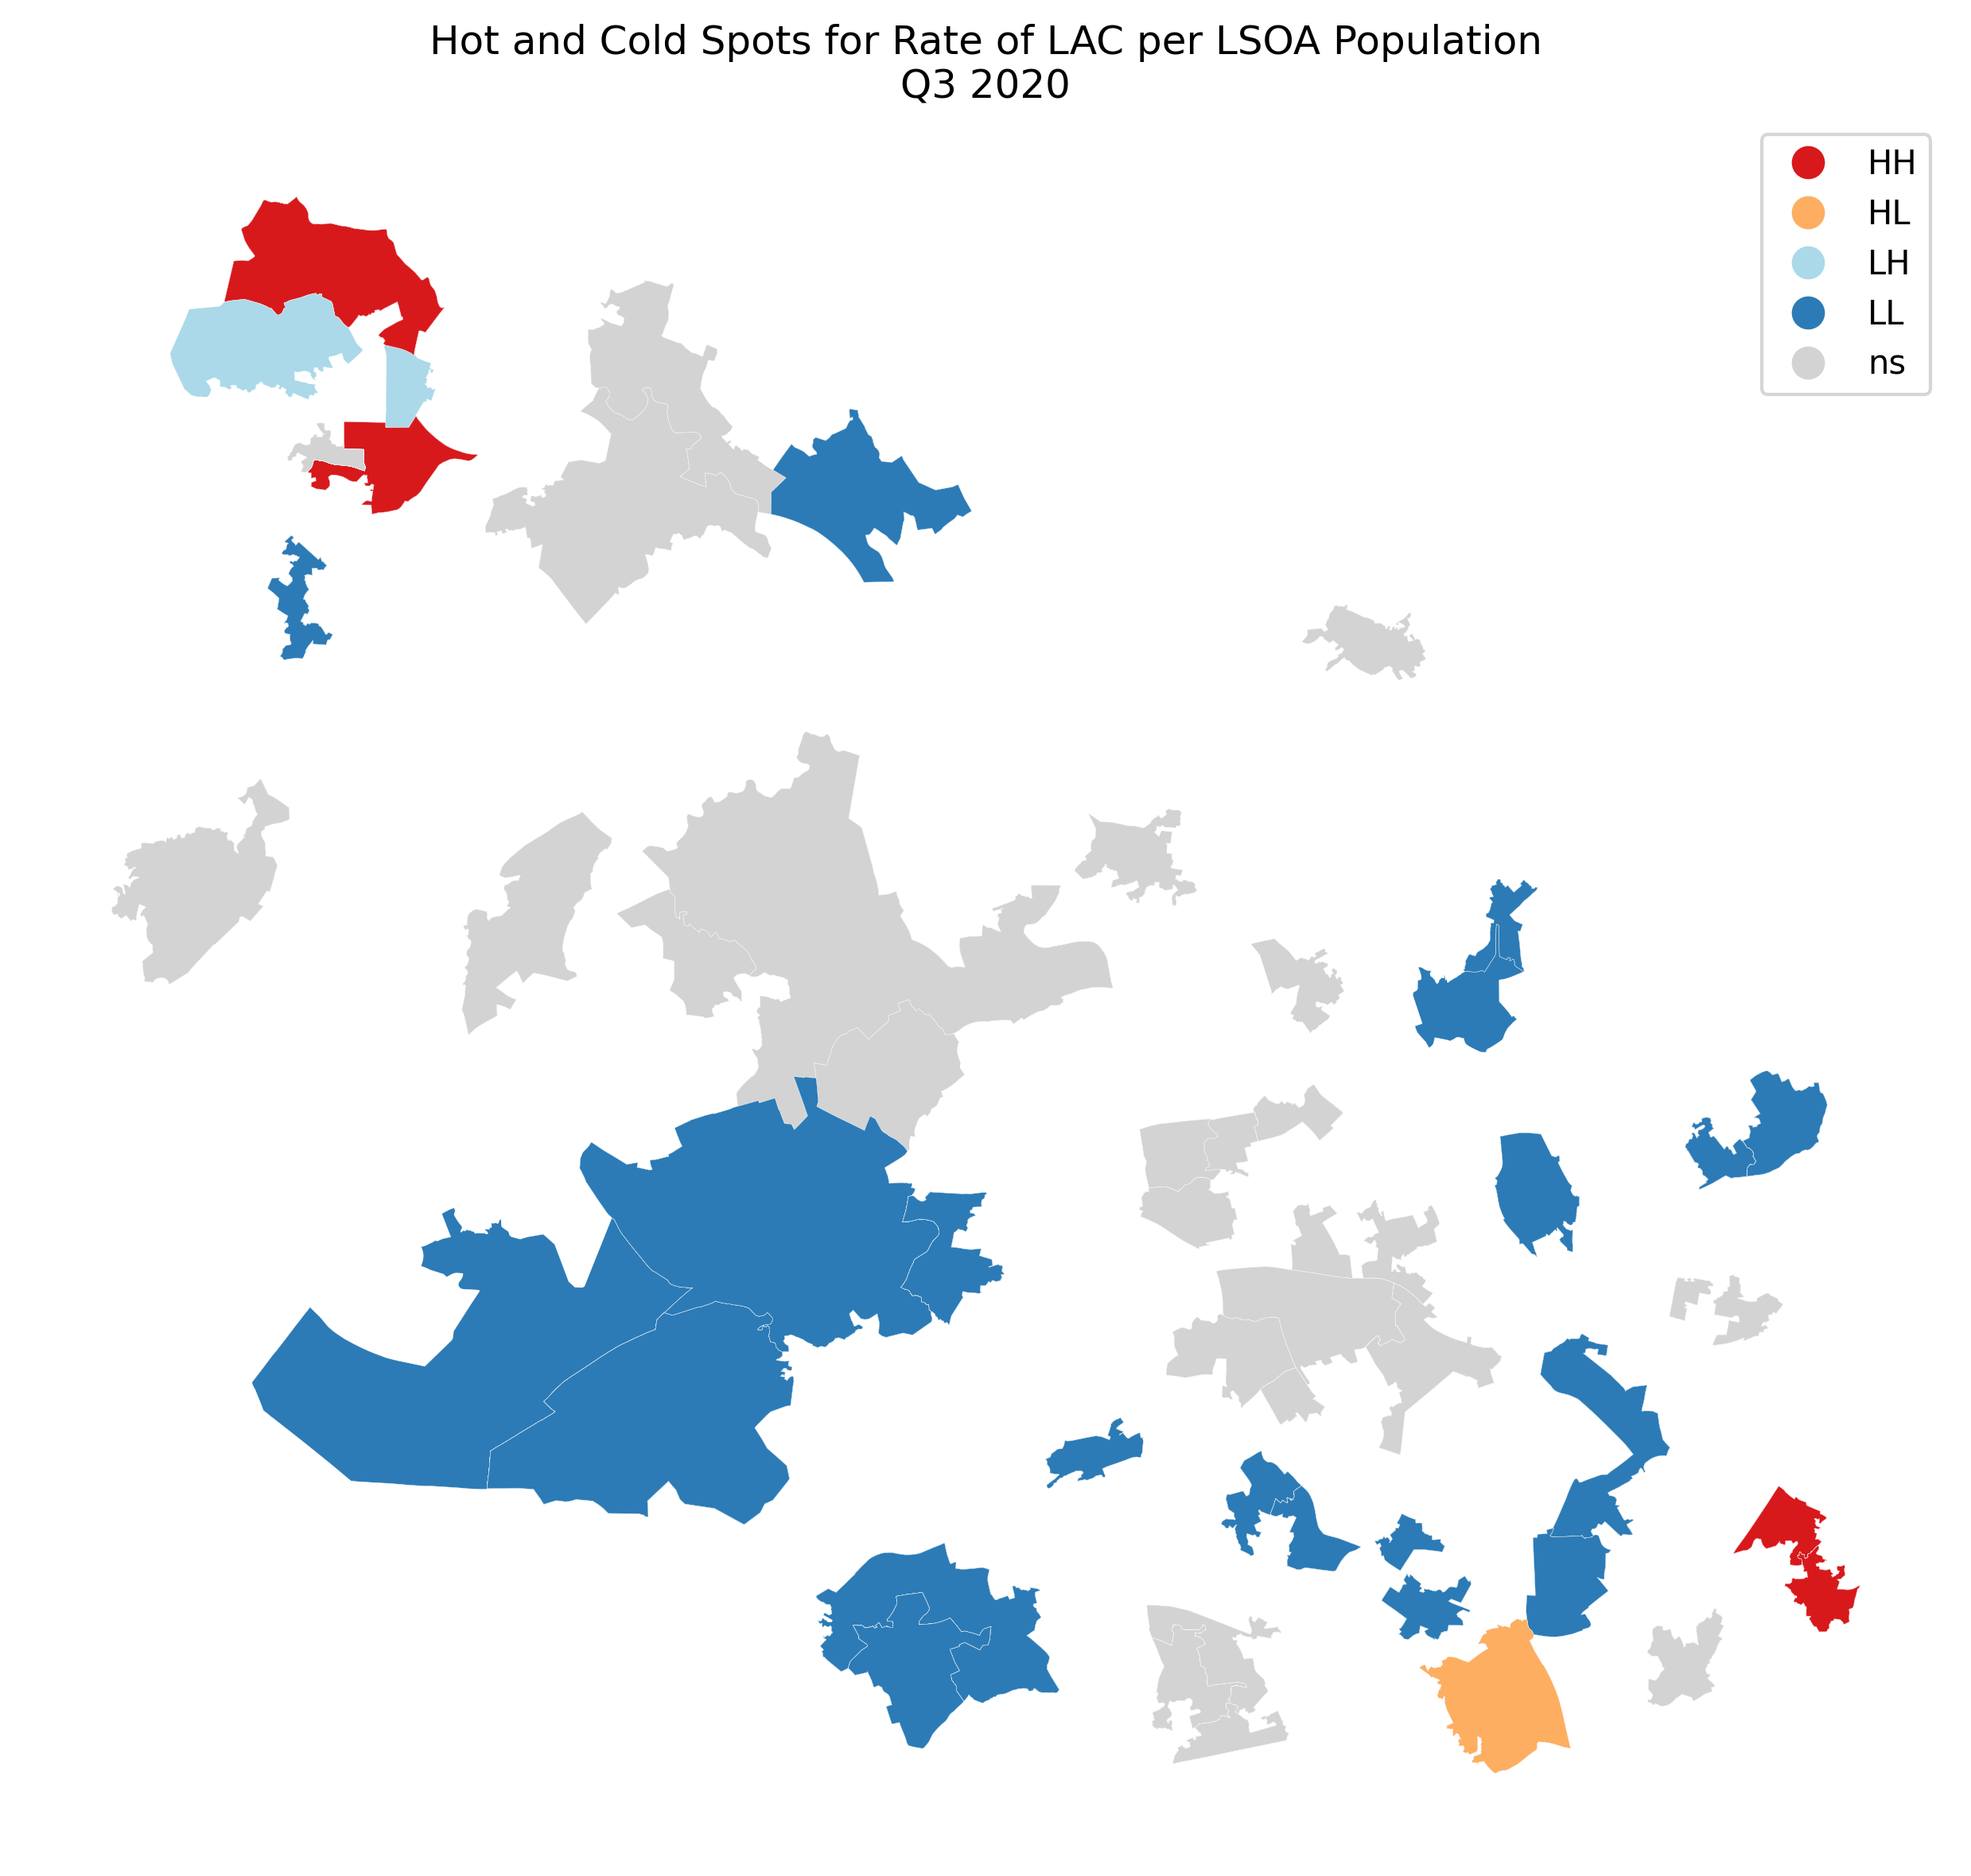 Hot and Cold Spots for Rate of LAC per LSOA Population
Q3 2020
HH
HL
LH
LL
ns